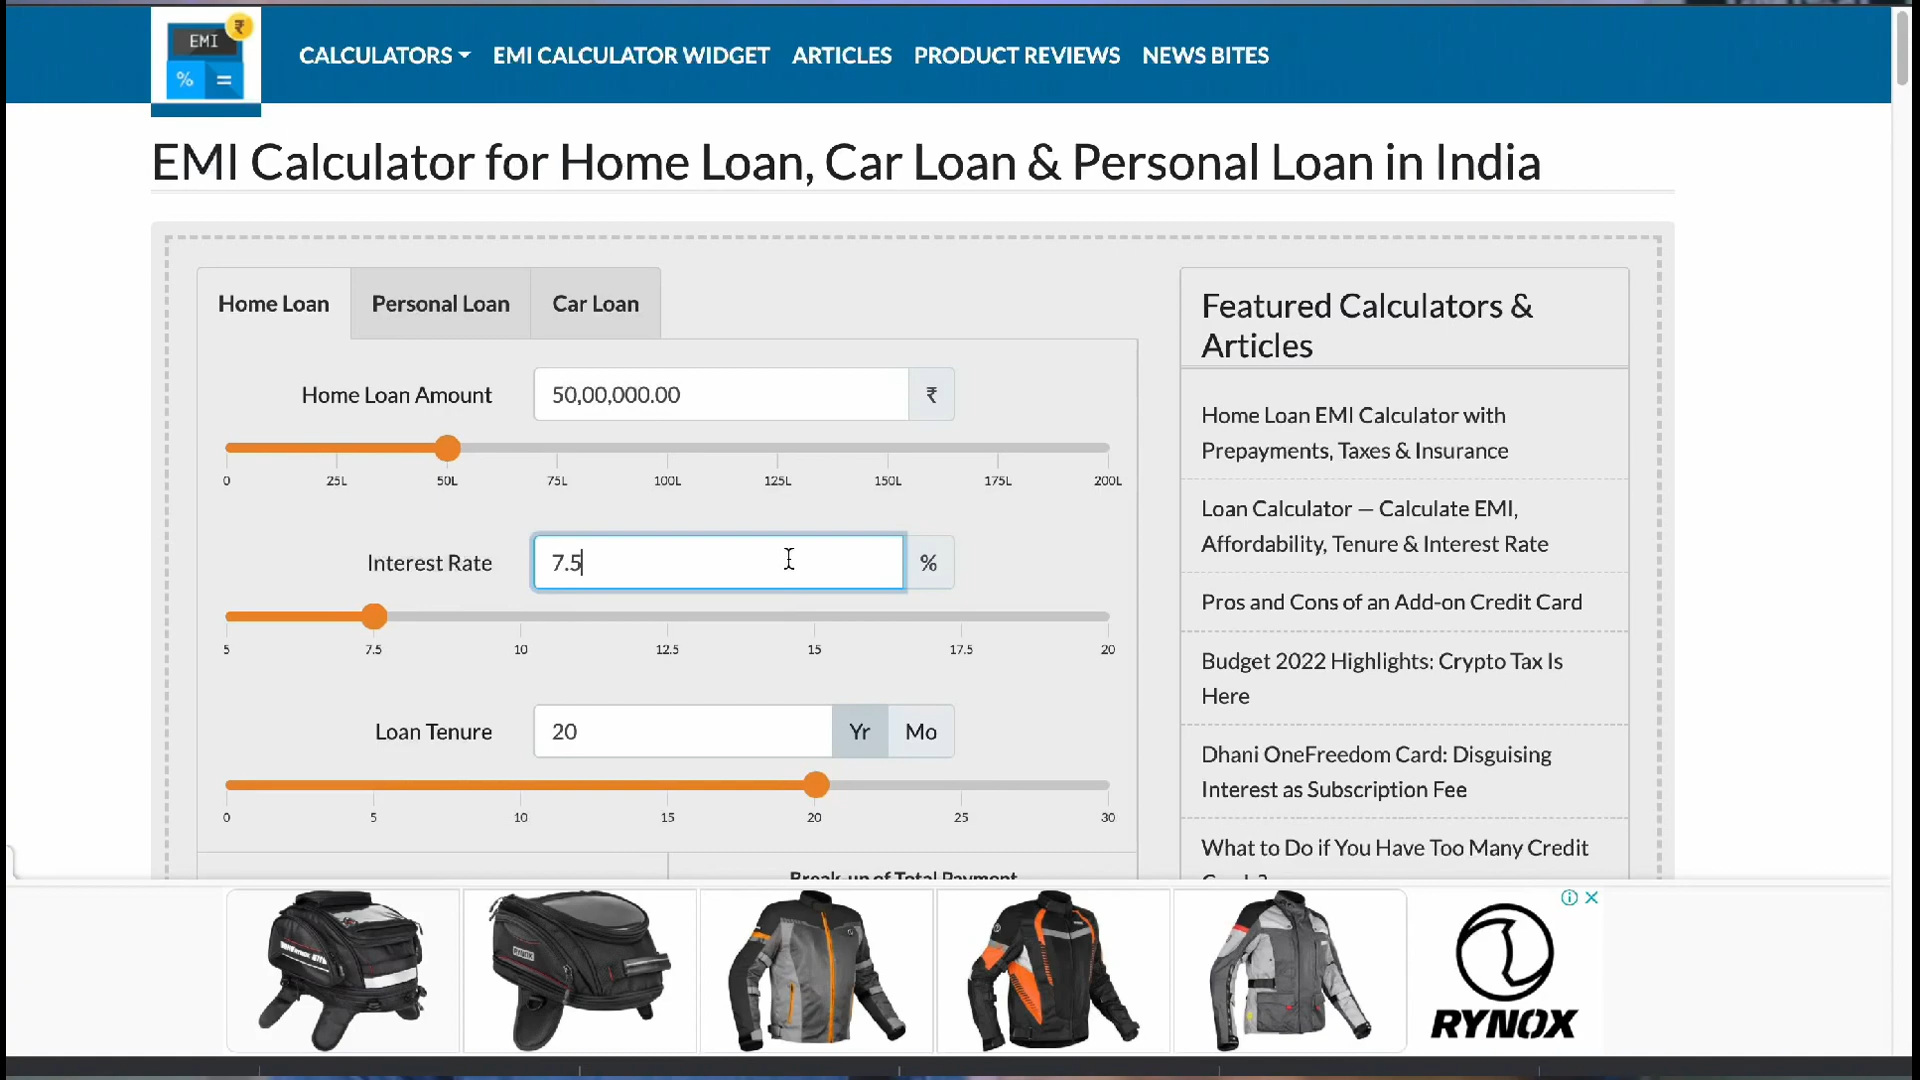 EMI ₹
% =
CALCULATORS EMI CALCULATOR WIDGET ARTICLES PRODUCT REVIEWS NEWS BITES
EMI Calculator for Home Loan, Car Loan & Personal Loan in India
Home Loan Personal Loan Car Loan
Home Loan Amount 50,00,000.00 ₹
0 25L 50L 75L 100L 125L 150L 175L 200L
Interest Rate 7.5 %
5 7.5 10 12.5 15 17.5 20
Loan Tenure 20 Yr Mo
0 5 10 15 20 25 30
Break-up of Total Payment
Featured Calculators &
Articles
Home Loan EMI Calculator with
Prepayments, Taxes & Insurance
Loan Calculator — Calculate EMI,
Affordability, Tenure & Interest Rate
Pros and Cons of an Add-on Credit Card
Budget 2022 Highlights: Crypto Tax Is
Here
Dhani OneFreedom Card: Disguising
Interest as Subscription Fee
What to Do if You Have Too Many Credit
RYNOX